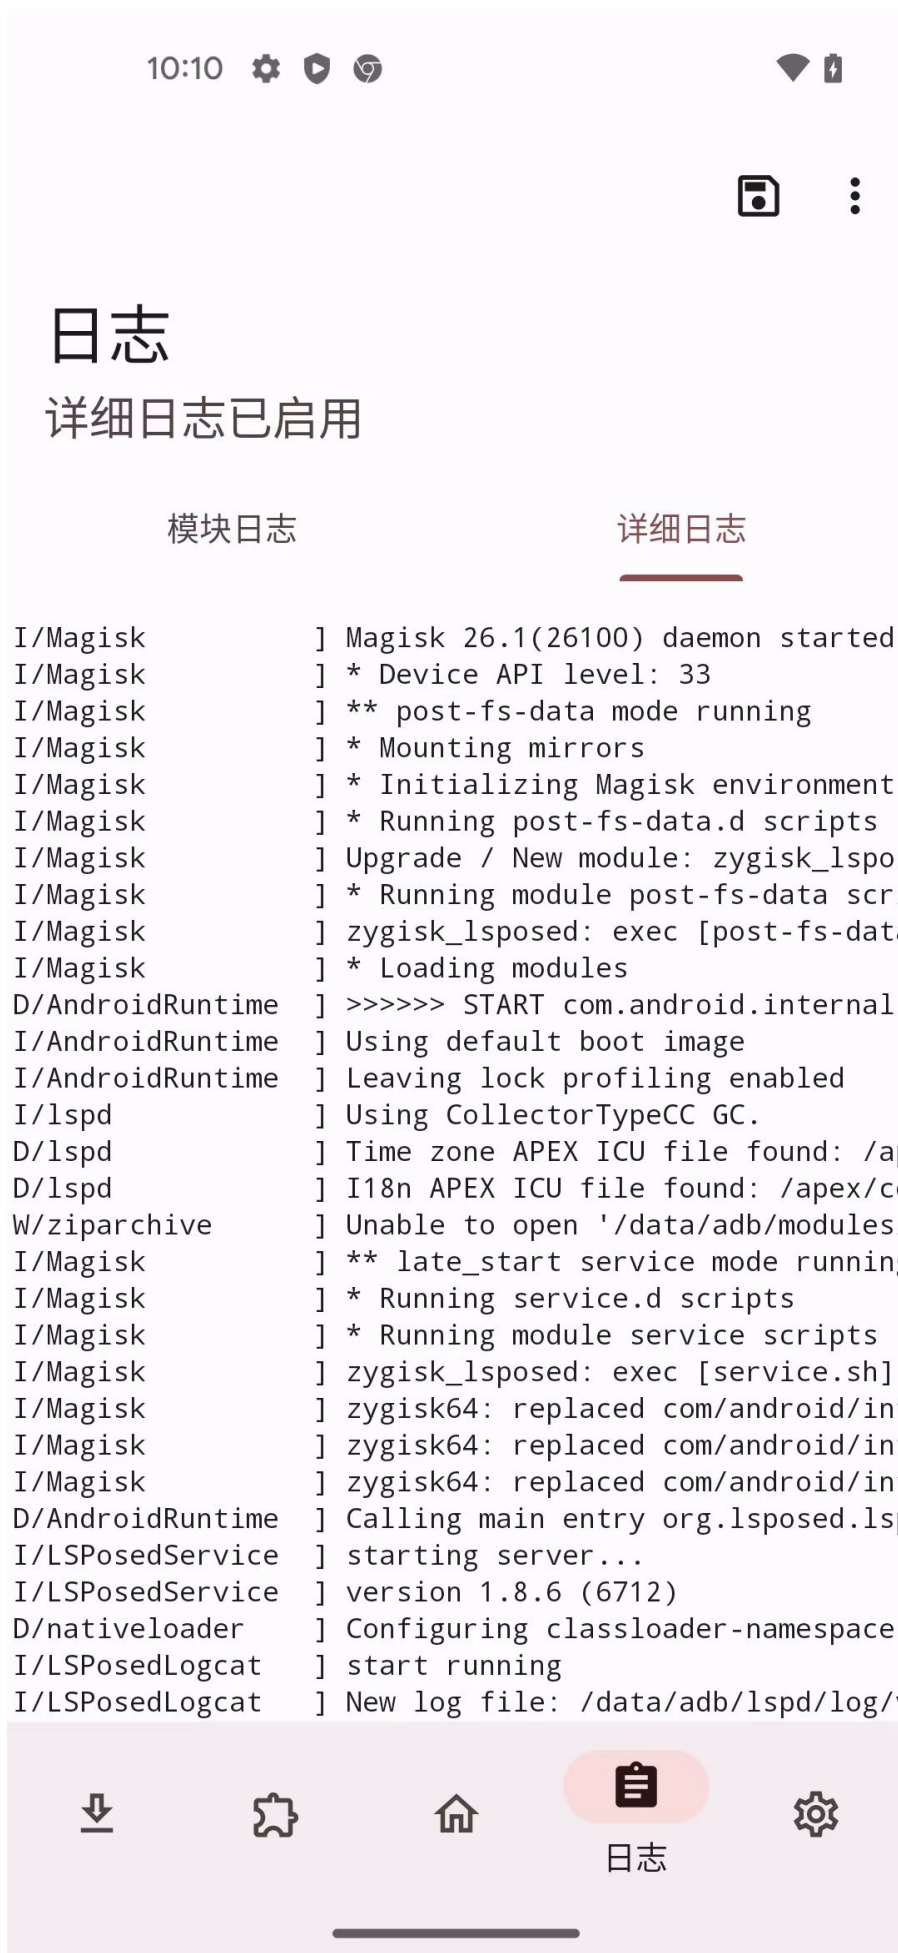 10:10
日志
详细日志已启用
模块日志
详细日志
I/Magisk ] Magisk 26.1(26100) daemon started
I/Magisk ] * Device API level: 33
I/Magisk ] ** post-fs-data mode running
I/Magisk ] * Mounting mirrors
I/Magisk ] * Initializing Magisk environment
I/Magisk ] * Running post-fs-data.d scripts
I/Magisk ] Upgrade / New module: zygisk_lspo
I/Magisk ] * Running module post-fs-data scr
I/Magisk ] zygisk_lsposed: exec [post-fs-data
I/Magisk ] * Loading modules
D/AndroidRuntime ] >>>>>> START com.android.internal
I/AndroidRuntime ] Using default boot image
I/AndroidRuntime ] Leaving lock profiling enabled
I/lspd ] Using CollectorTypeCC GC.
D/lspd ] Time zone APEX ICU file found: /ap
D/lspd ] I18n APEX ICU file found: /apex/co
W/ziparchive ] Unable to open '/data/adb/modules
I/Magisk ] ** late_start service mode running
I/Magisk ] * Running service.d scripts
I/Magisk ] * Running module service scripts
I/Magisk ] zygisk_lsposed: exec [service.sh]
I/Magisk ] zygisk64: replaced com/android/in
I/Magisk ] zygisk64: replaced com/android/in
I/Magisk ] zygisk64: replaced com/android/in
D/AndroidRuntime ] Calling main entry org.lsposed.lsp
I/LSPosedService ] starting server...
I/LSPosedService ] version 1.8.6 (6712)
D/nativeloader ] Configuring classloader-namespace
I/LSPosedLogcat ] start running
I/LSPosedLogcat ] New log file: /data/adb/lspd/log/v
日志